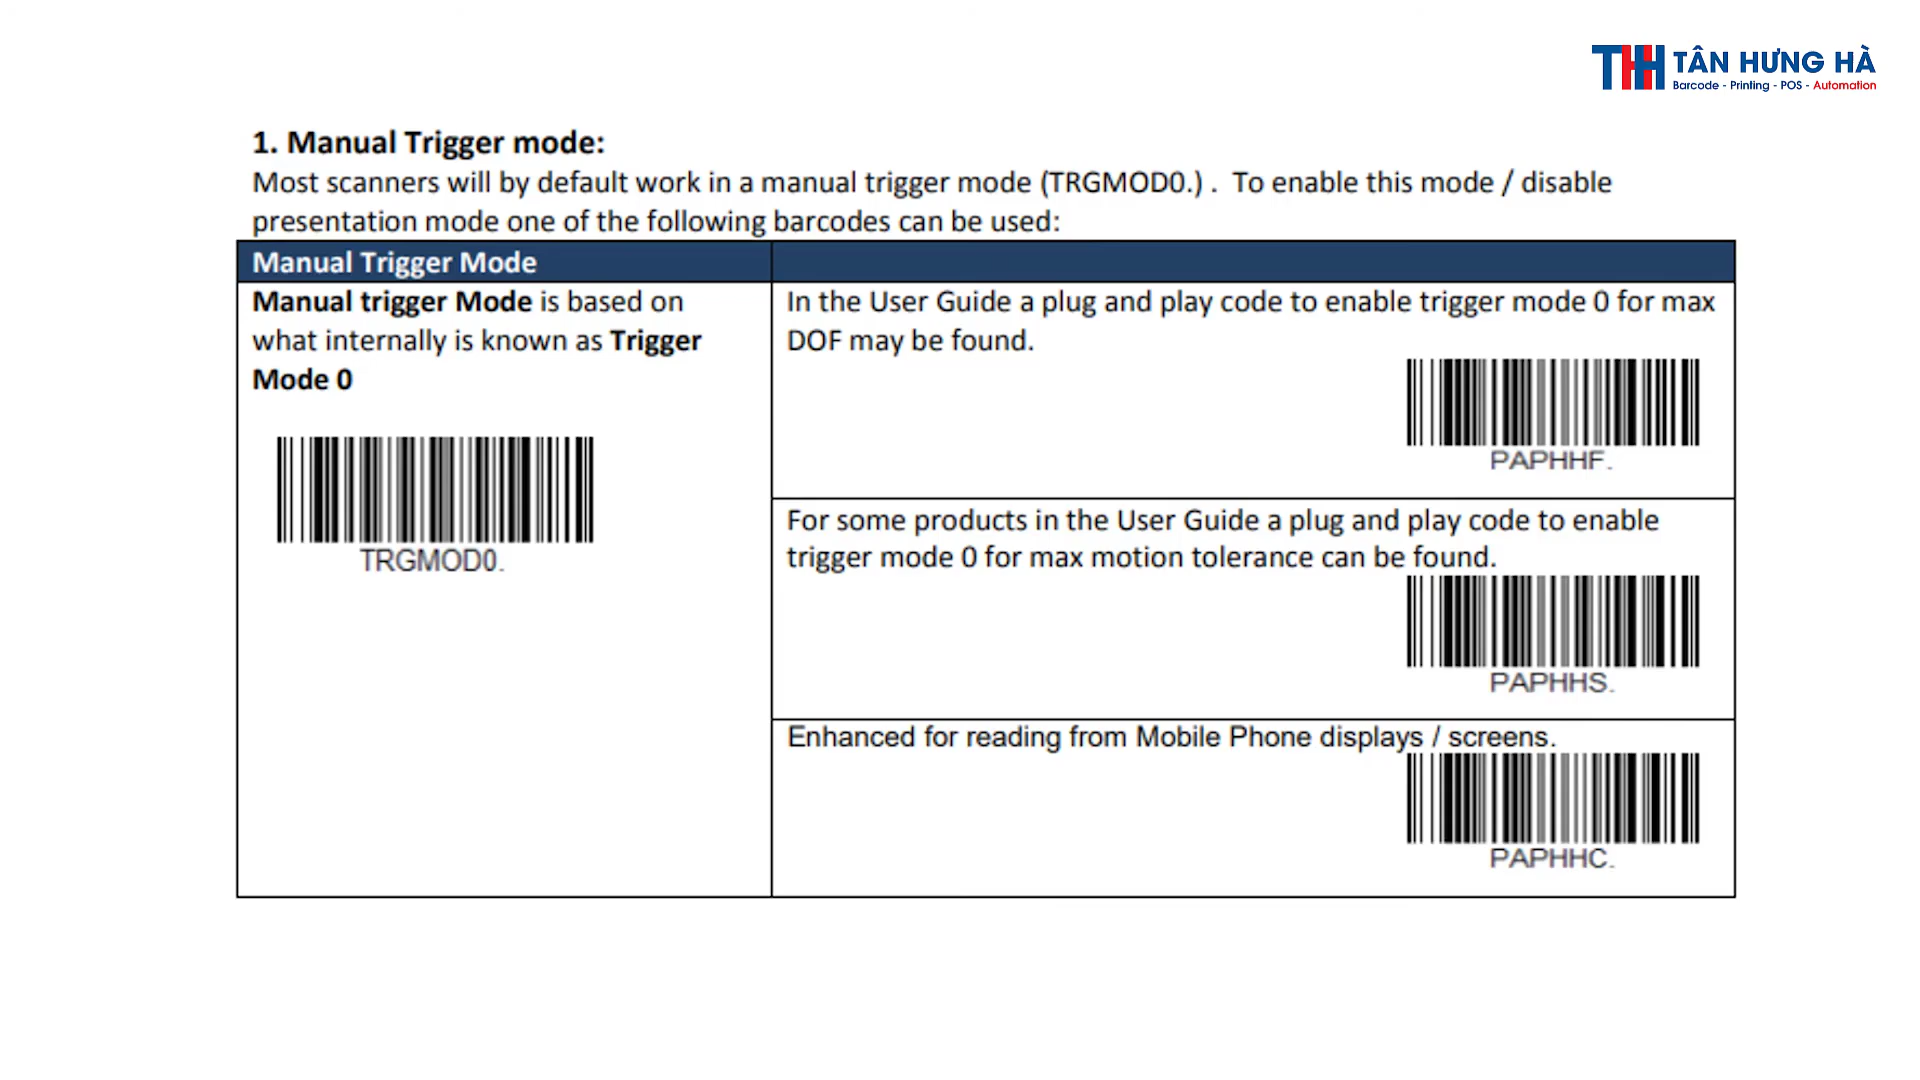 THH TÂN HƯNG HÀ
Barcode - Printing - POS - Automation
1. Manual Trigger mode:
Most scanners will by default work in a manual trigger mode (TRGMOD0.) .  To enable this mode / disable
presentation mode one of the following barcodes can be used:
Manual Trigger Mode
Manual trigger Mode is based on
what internally is known as Trigger
Mode 0
TRGMOD0.
In the User Guide a plug and play code to enable trigger mode 0 for max
DOF may be found.
PAPHHF.
For some products in the User Guide a plug and play code to enable
trigger mode 0 for max motion tolerance can be found.
PAPHHS.
Enhanced for reading from Mobile Phone displays / screens.
PAPHHC.